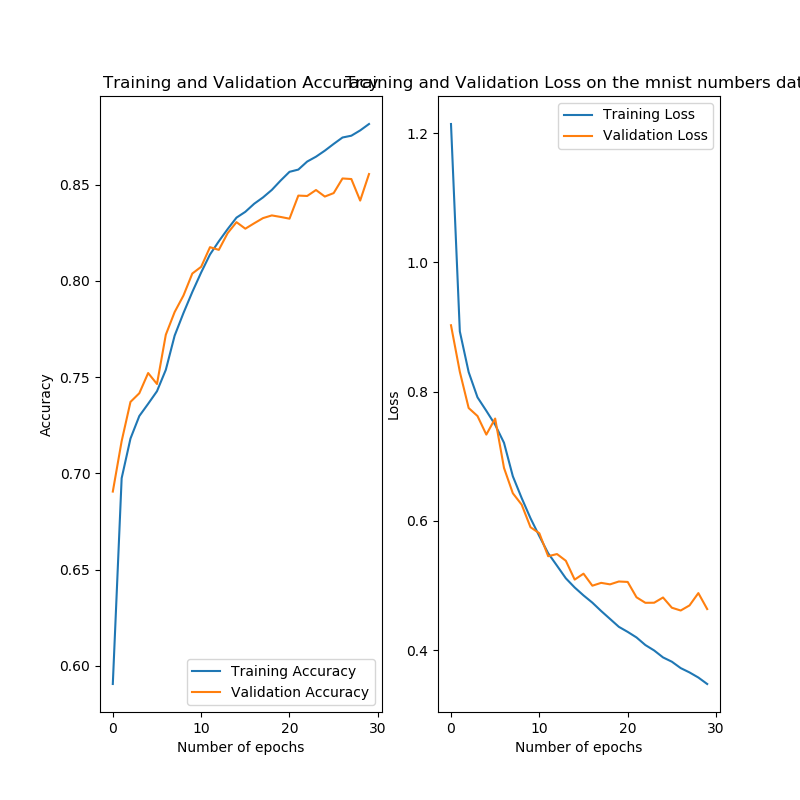 Training and Validation Accuracy
Training and Validation Loss on the mnist numbers dat
Accuracy
0.85
0.80
0.75
0.70
0.65
0.60
Training Accuracy
Validation Accuracy
0
10
20
30
Number of epochs
Loss
1.2
1.0
0.8
0.6
0.4
Training Loss
Validation Loss
0
10
20
30
Number of epochs